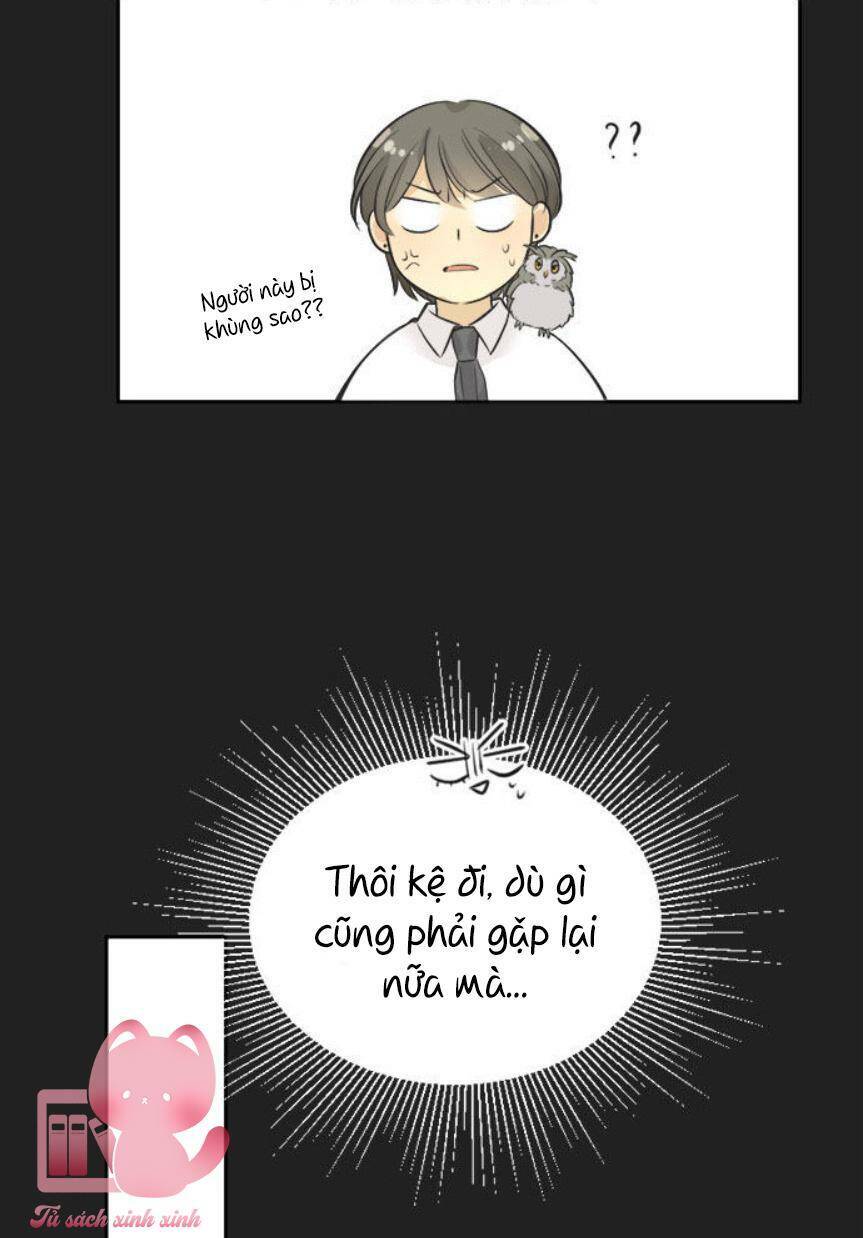 ??
Người này bị
khùng sao??
Thôi kệ đi, dù gì
cũng phải gặp lại
nữa mà...
Tủ sách xinh xinh